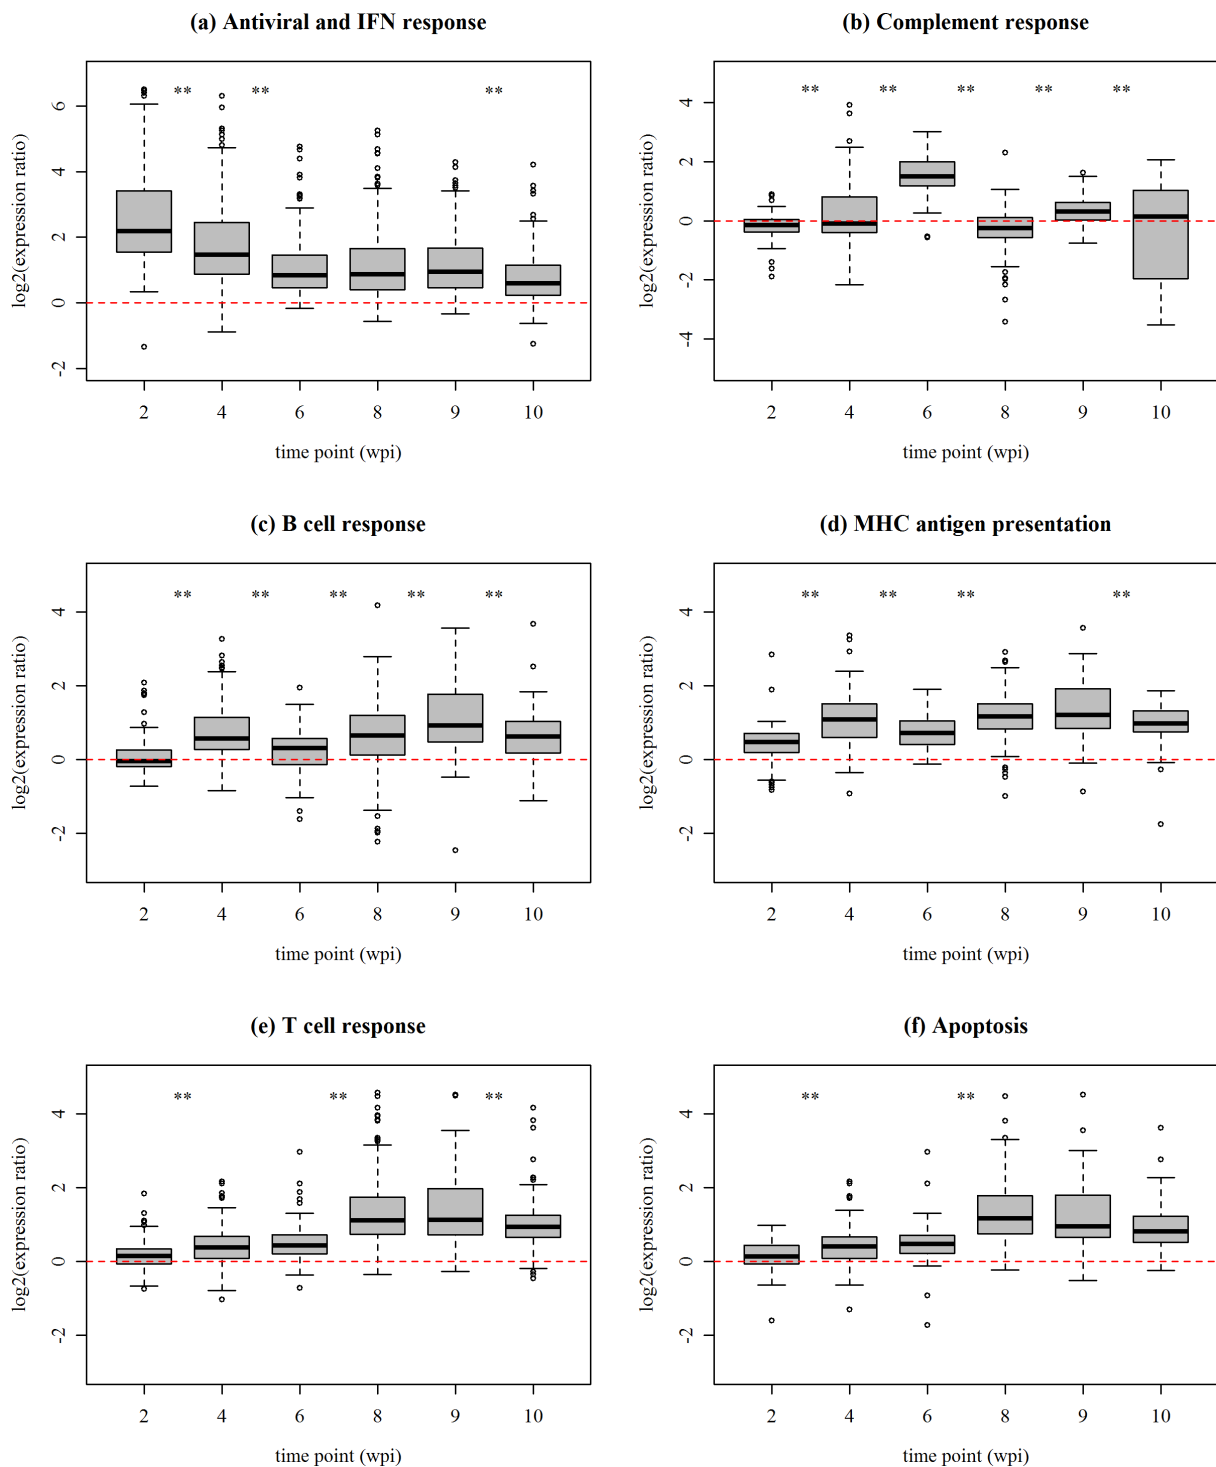 (a) Antiviral and IFN response
** ** **
6
4
2
0
-2
log2(expression ratio)
2 4 6 8 9 10
time point (wpi)
(b) Complement response
** ** ** ** **
4
2
0
-2
-4
log2(expression ratio)
2 4 6 8 9 10
time point (wpi)
(c) B cell response
** ** ** ** **
4
2
0
-2
log2(expression ratio)
2 4 6 8 9 10
time point (wpi)
(d) MHC antigen presentation
** ** ** **
4
2
0
-2
log2(expression ratio)
2 4 6 8 9 10
time point (wpi)
(e) T cell response
** ** **
4
2
0
-2
log2(expression ratio)
2 4 6 8 9 10
time point (wpi)
(f) Apoptosis
** **
4
2
0
-2
log2(expression ratio)
2 4 6 8 9 10
time point (wpi)